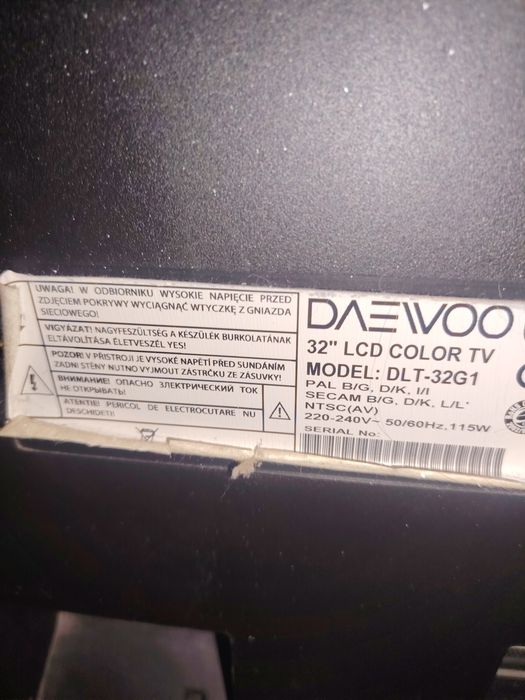 UWAGA! W ODBIORNIKU WYSOKIE NAPIĘCIE PRZED
ZDJĘCIEM POKRYWY WYCIĄGNĄĆ WTYCZKĘ Z GNIAZDA
SIECIOWEGO!
VIGYÁZAT! NAGYFESZÜLTSÉG A KÉSZÜLÉK BURKOLATÁNAK
ELTÁVOLÍTÁSA ÉLETVESZÉLYES!
POZOR! V PŘÍSTROJI JE VYSOKÉ NAPĚTÍ PŘED SUNDÁNÍM
ZADNÍ STĚNY NUTNO VYJMOUT ZÁSTRČKU ZE ZÁSUVKY!
ВНИМАНИЕ! ОПАСНО ЭЛЕКТРИЧЕСКИЙ ТОК
НЕ ОТКРЫВАТЬ!
ATENTIE! PERICOL DE ELECTROCUTARE NU
DESCHIDETI!
DAEWOO
32" LCD COLOR TV
MODEL: DLT-32G1
PAL B/G, D/K, I/I
SECAM B/G, D/K, L/L'
NTSC(AV)
220-240V~ 50/60Hz, 115W
SERIAL No: